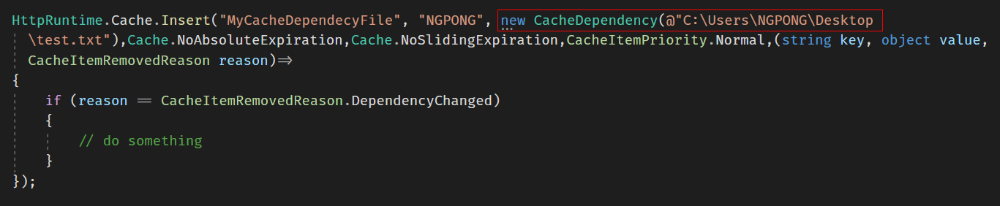 HttpRuntime.Cache.Insert("MyCacheDependecyFile", "NGPONG", new CacheDependency(@"C:\Users\NGPONG\Desktop
\test.txt"),Cache.NoAbsoluteExpiration,Cache.NoSlidingExpiration,CacheItemPriority.Normal,(string key, object value,
CacheItemRemovedReason reason)=>
{
if (reason == CacheItemRemovedReason.DependencyChanged)
{
// do something
}
});